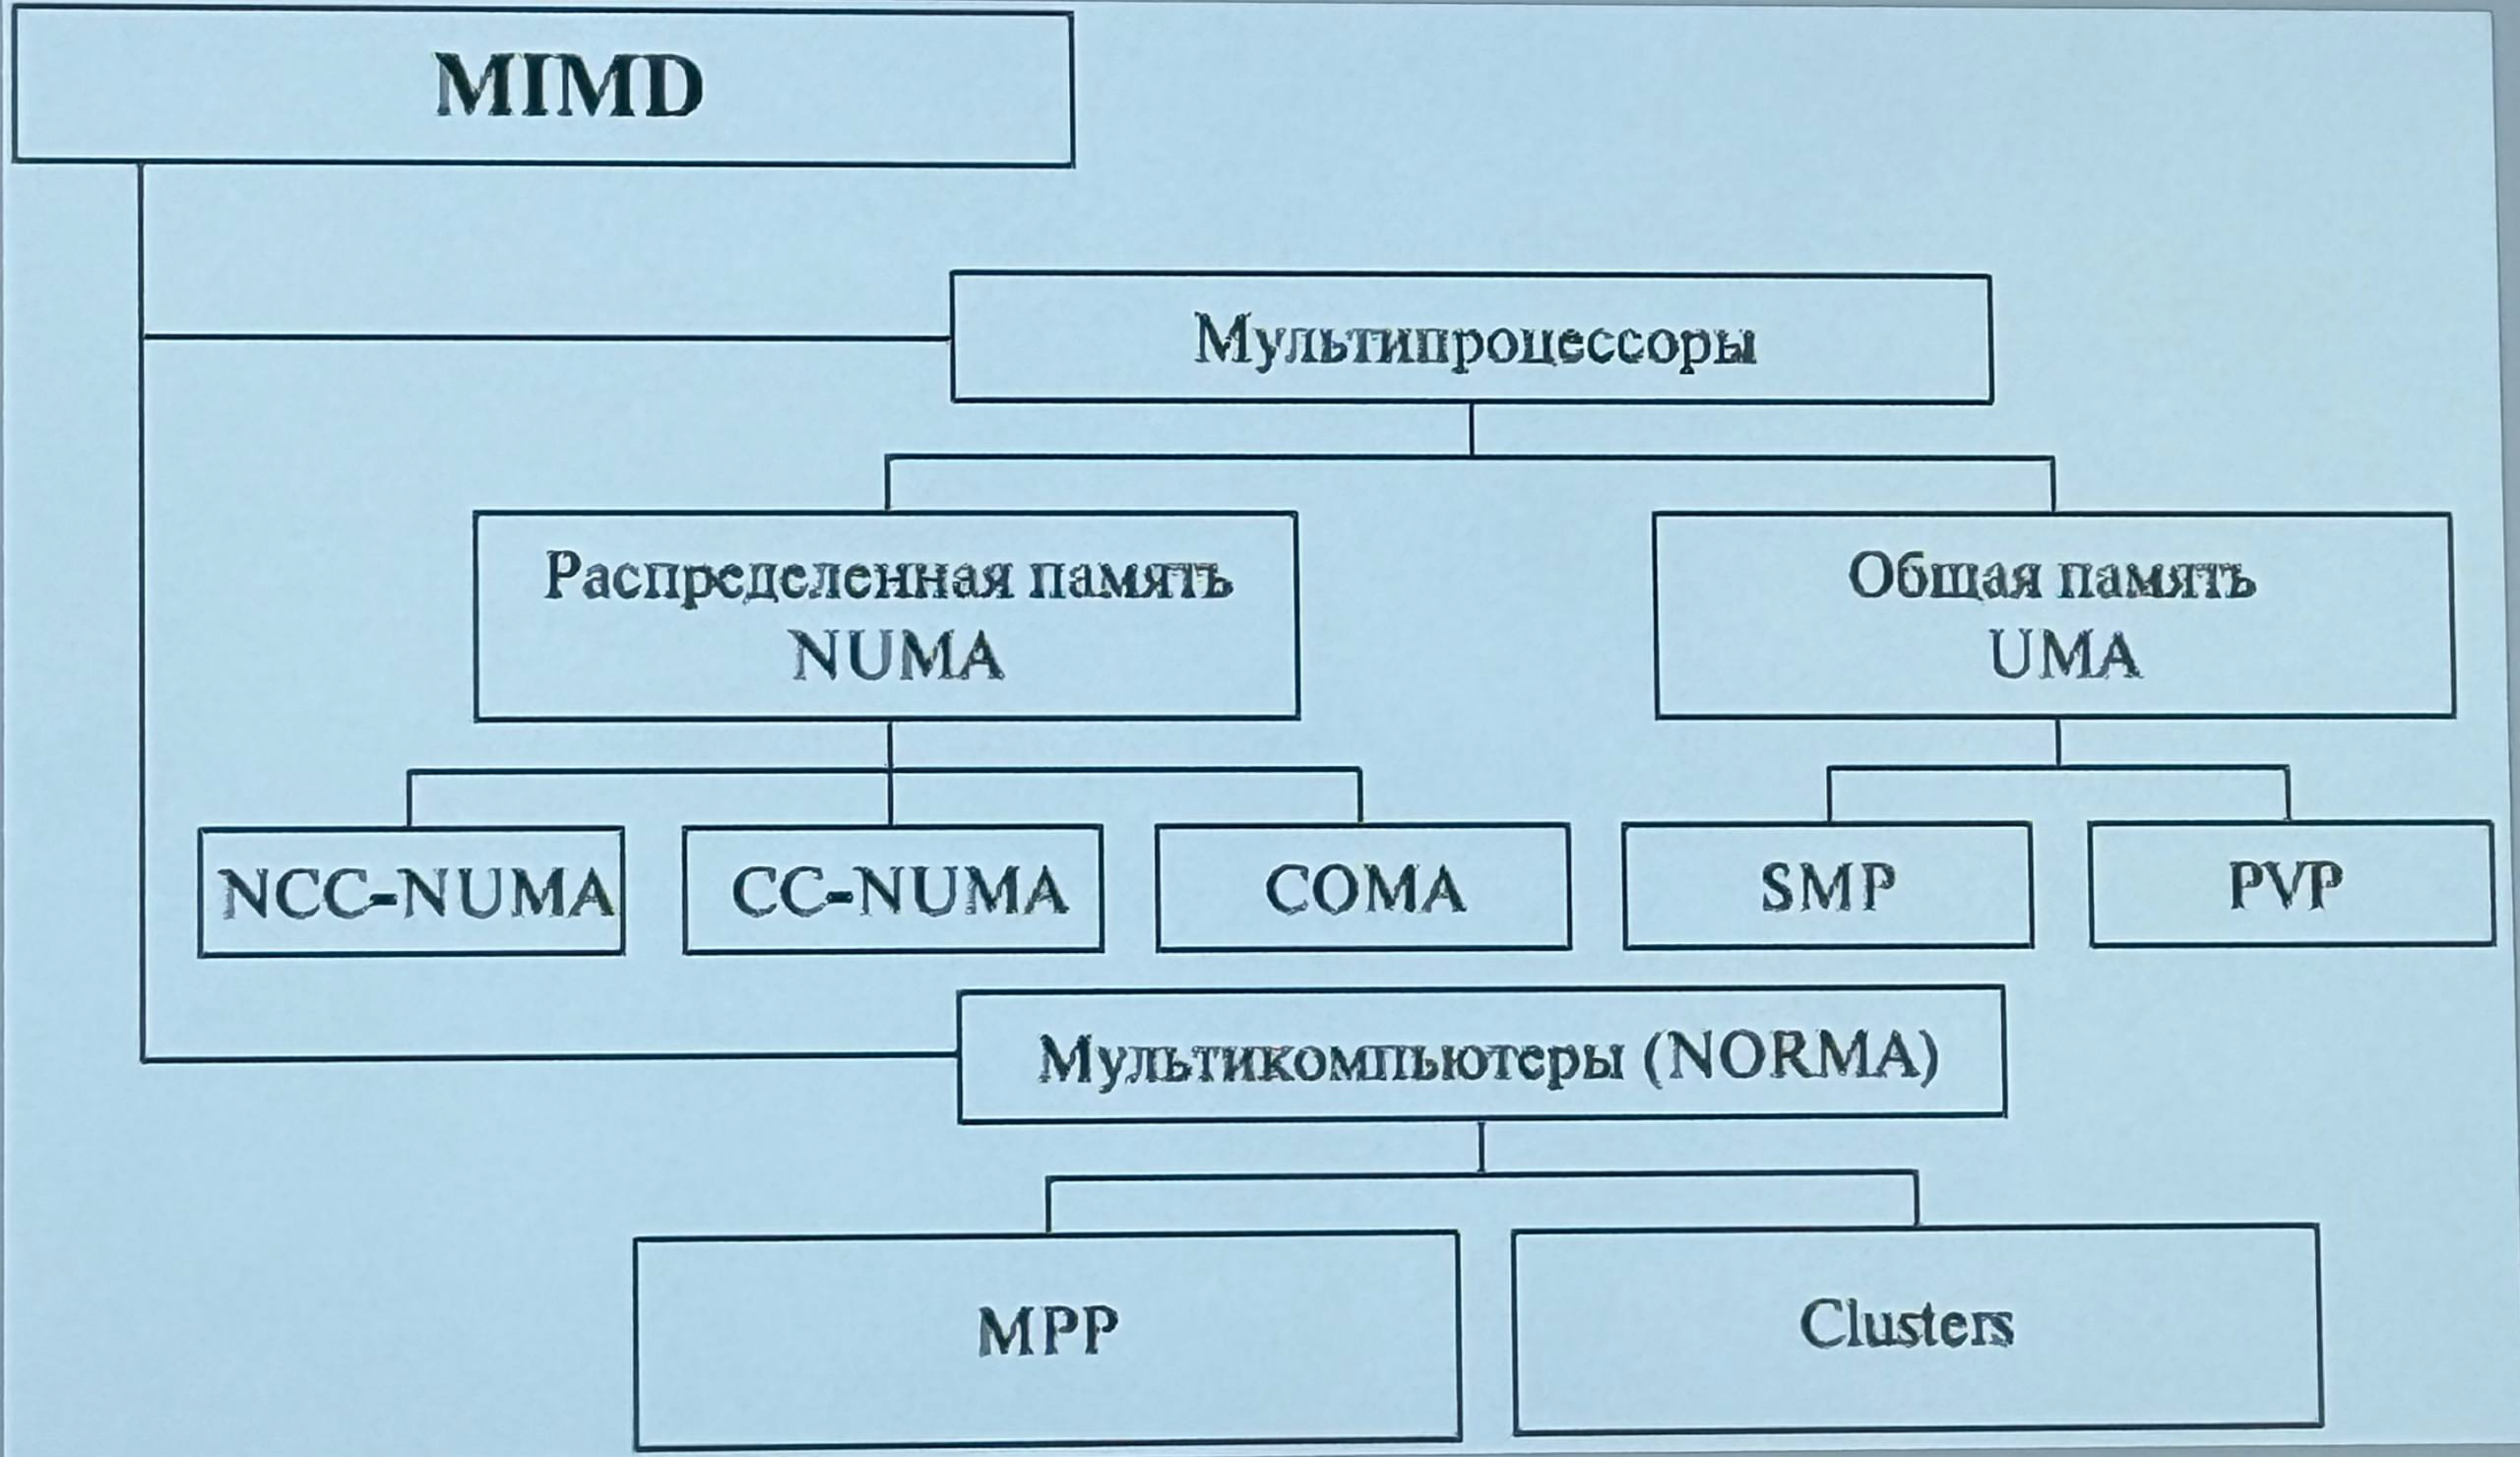 MIMD
Мультипроцессоры
Распределенная память
NUMA
Общая память
UMA
NCC-NUMA
CC-NUMA
COMA
SMP
PVP
Мультикомпьютеры (NORMA)
MPP
Clusters